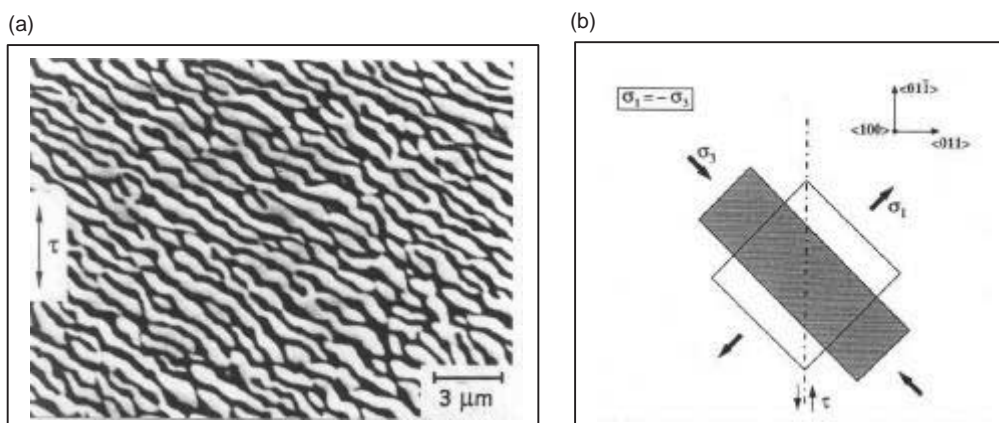 (a)
(b)
τ
3 μm
σ₁ = − σ₃
<011̄>
<100>
<011>
σ₃
σ₁
τ